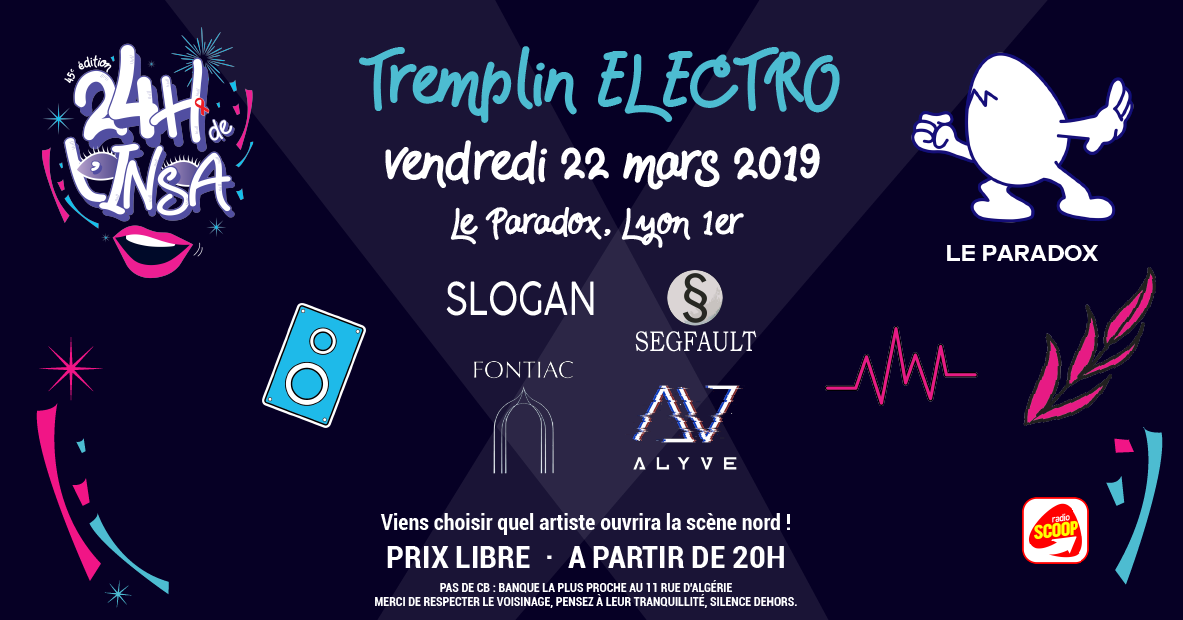 45e édition
24H de
L'INSA
Tremplin ELECTRO
vendredi 22 mars 2019
Le Paradox, Lyon 1er
LE PARADOX
SLOGAN
§
SEGFAULT
FONTIAC
AV
ALYVE
radio
SCOOP
Viens choisir quel artiste ouvrira la scène nord !
PRIX LIBRE · A PARTIR DE 20H
PAS DE CB : BANQUE LA PLUS PROCHE AU 11 RUE D'ALGÉRIE
MERCI DE RESPECTER LE VOISINAGE, PENSEZ À LEUR TRANQUILLITÉ, SILENCE DEHORS.